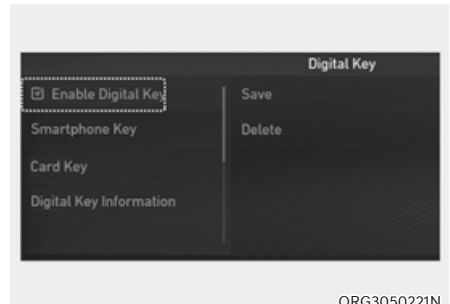 Digital Key
Enable Digital Key
Save
Smartphone Key
Delete
Card Key
Digital Key Information
ORG3050221N